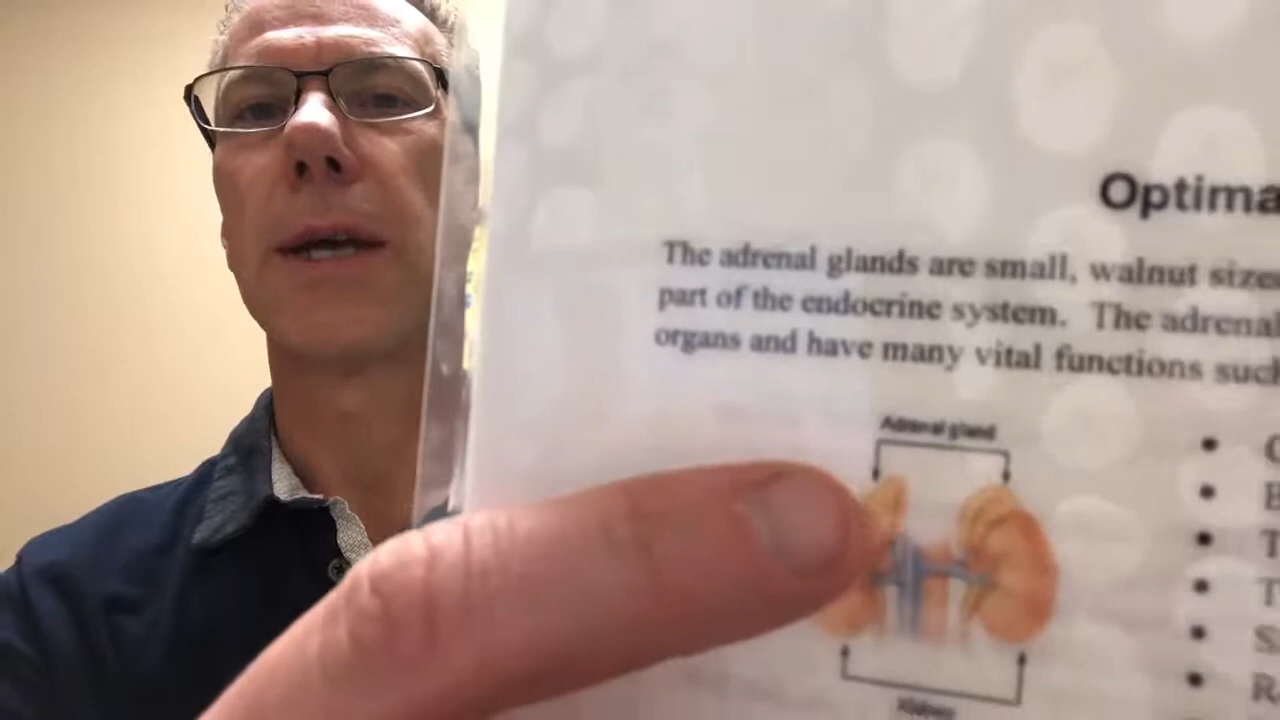 Optima
The adrenal glands are small, walnut size
part of the endocrine system. The adrenal
organs and have many vital functions such
Adrenal gland
• C
• E
• T
• T
• S
• R
Kidney